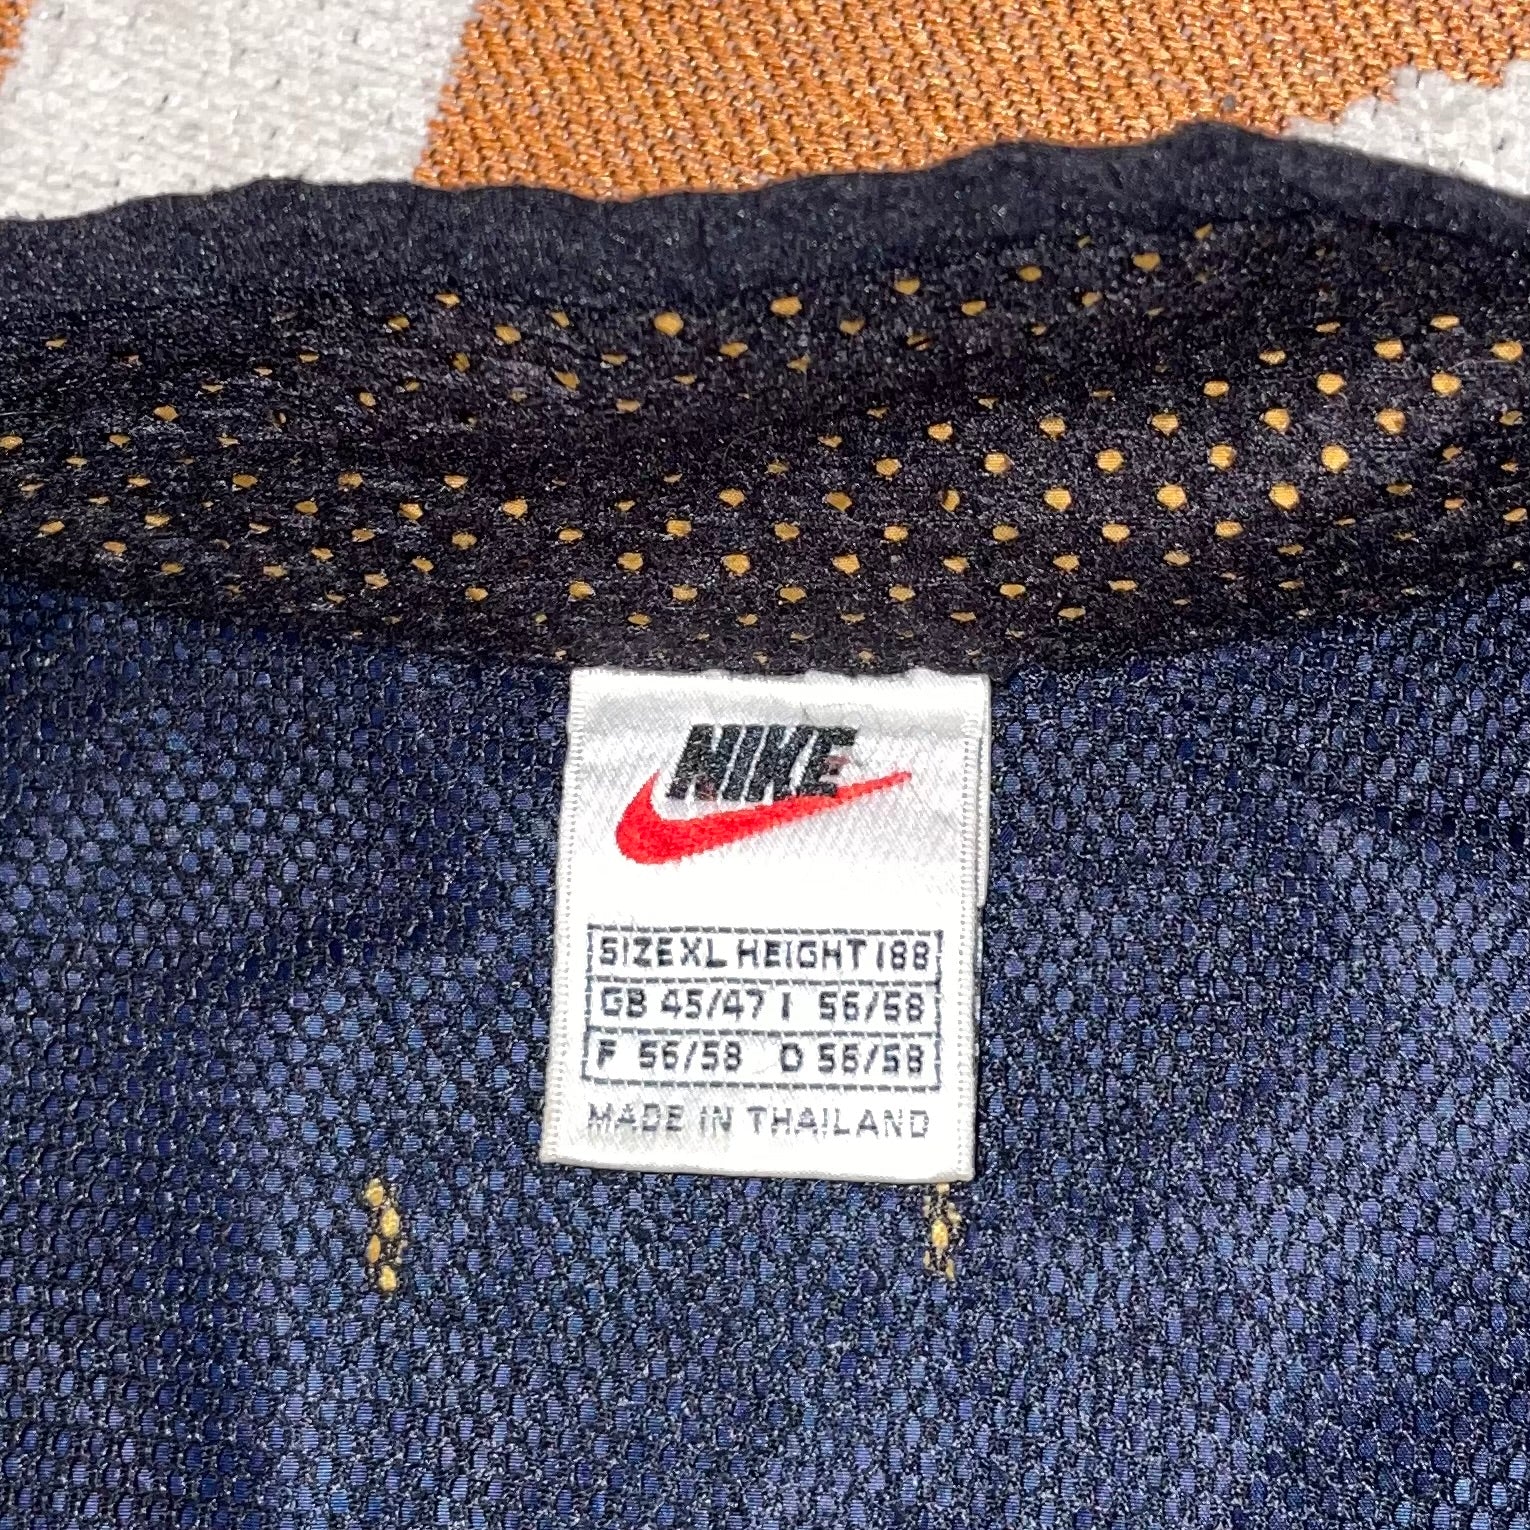 NIKE
SIZE XL HEIGHT 188
GB 45/47 I 56/58
F 56/58 D 56/58
MADE IN THAILAND